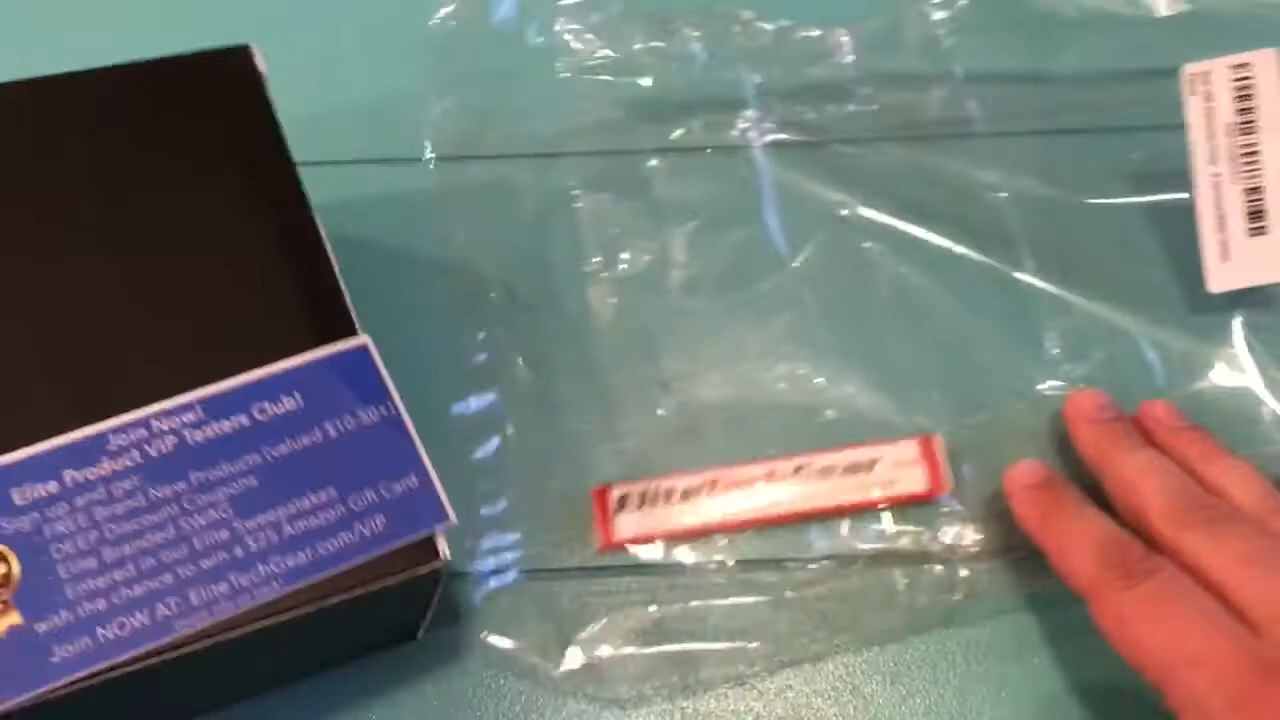 Join Now!
Elite Product VIP Testers Club!
Sign up and get:
FREE Brand New Products (valued $10-80+)
DEEP Discount Coupons
Elite Branded SWAG
Entered in our Elite Sweepstakes
with the chance to win a $25 Amazon Gift Card
Join NOW AT: EliteTechGear.com/VIP
EliteTechGear